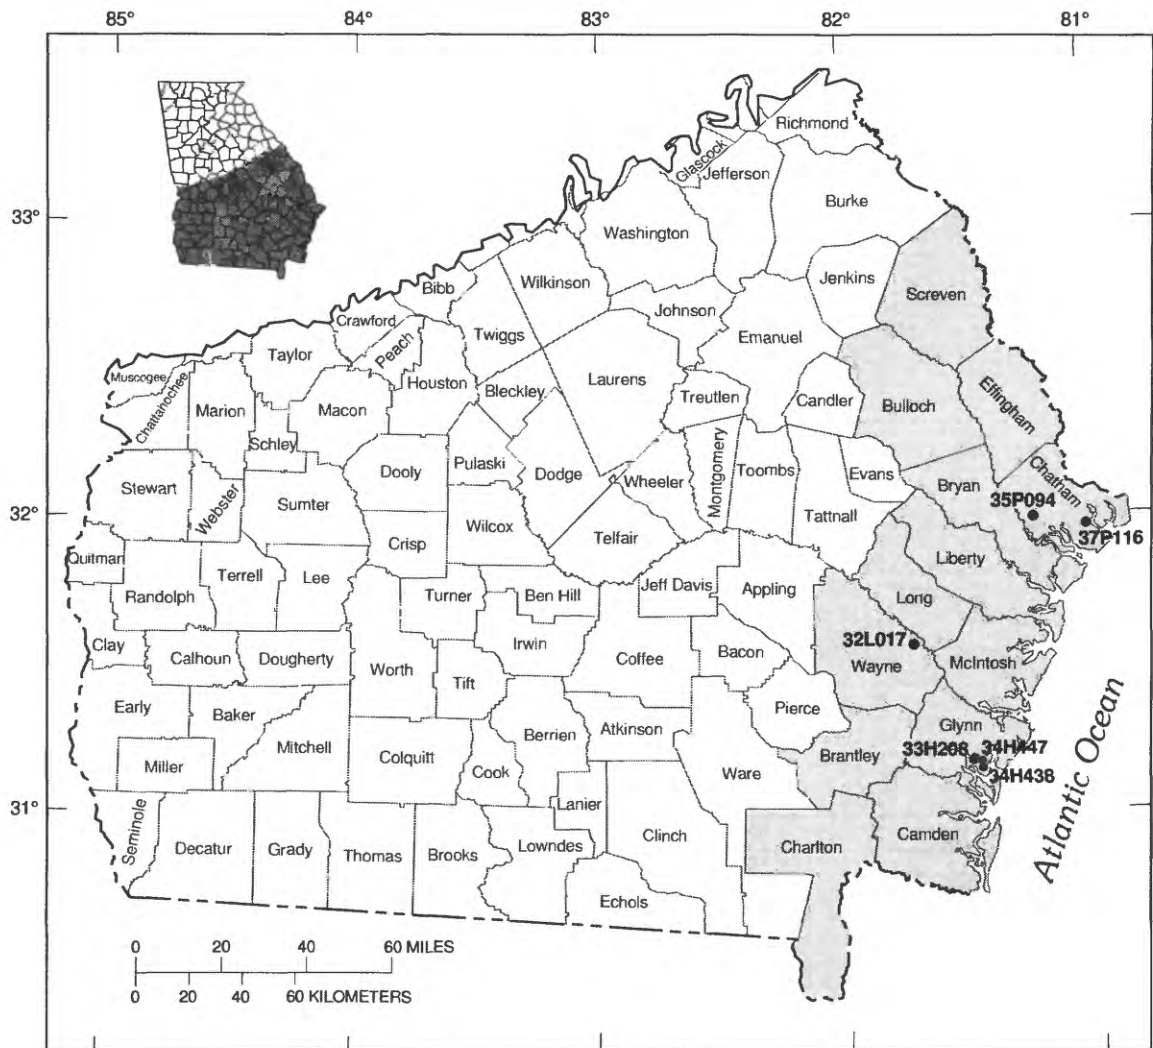 85° 84° 83° 82° 81°
Richmond
Glascock
Jefferson
33°
Burke
Washington
Jenkins
Wilkinson
Bibb
Screven
Johnson
Crawford
Twiggs
Emanuel
Taylor
Peach
Muscogee
Houston
Laurens
Bleckley
Treutlen
Candler
Effingham
Chattahoochee
Marion
Macon
Bulloch
Schley
Montgomery
Toombs
Evans
Dooly
Pulaski
Dodge
Wheeler
Chatham
Stewart
Webster
Sumter
Bryan
35P094
32°
Wilcox
Tattnall
Crisp
Telfair
37P116
Quitman
Liberty
Terrell
Lee
Jeff Davis
Appling
Randolph
Turner
Ben Hill
Long
Clay
Calhoun
Dougherty
Irwin
32L017
Worth
Coffee
Bacon
Wayne
McIntosh
Tift
Early
Baker
Pierce
Glynn
Berrien
Atkinson
Mitchell
Colquitt
33H208 34H447
Brantley
Miller
Cook
Ware
34H438
Lanier
31°
Seminole
Decatur
Grady
Thomas
Brooks
Lowndes
Clinch
Charlton
Camden
Atlantic Ocean
Echols
0 20 40 60 MILES
0 20 40 60 KILOMETERS